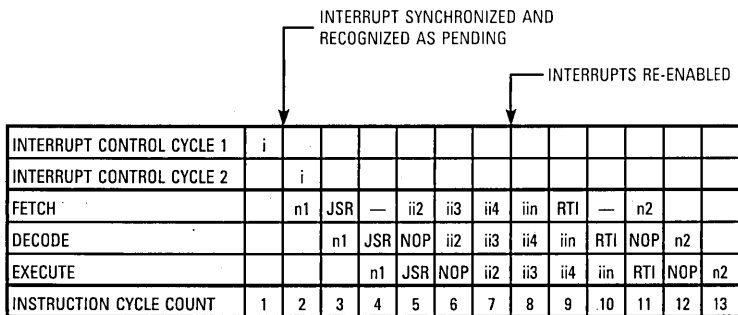 INTERRUPT SYNCHRONIZED AND
RECOGNIZED AS PENDING
INTERRUPTS RE-ENABLED
INTERRUPT CONTROL CYCLE 1 i
INTERRUPT CONTROL CYCLE 2 i
FETCH n1 JSR — ii2 ii3 ii4 iin RTI — n2
DECODE n1 JSR NOP ii2 ii3 ii4 iin RTI NOP n2
EXECUTE n1 JSR NOP ii2 ii3 ii4 iin RTI NOP n2
INSTRUCTION CYCLE COUNT 1 2 3 4 5 6 7 8 9 10 11 12 13